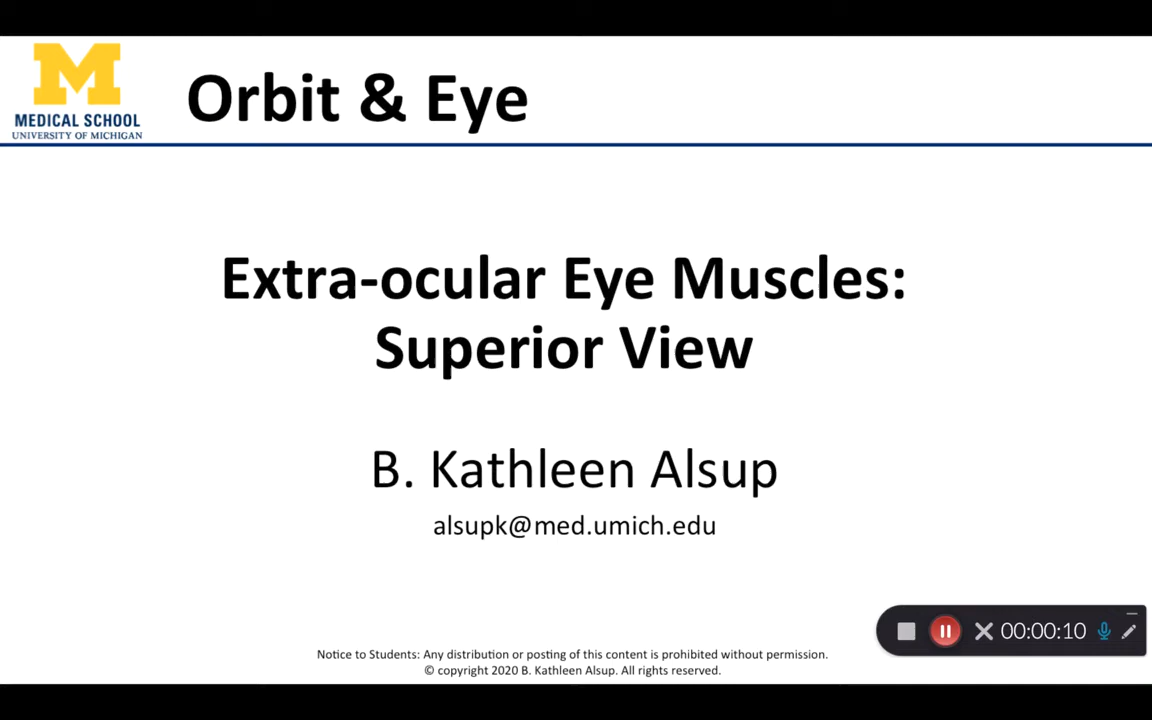 M
MEDICAL SCHOOL
UNIVERSITY OF MICHIGAN
Orbit & Eye
Extra-ocular Eye Muscles:
Superior View
B. Kathleen Alsup
alsupk@med.umich.edu
00:00:10
Notice to Students: Any distribution or posting of this content is prohibited without permission.
© copyright 2020 B. Kathleen Alsup. All rights reserved.